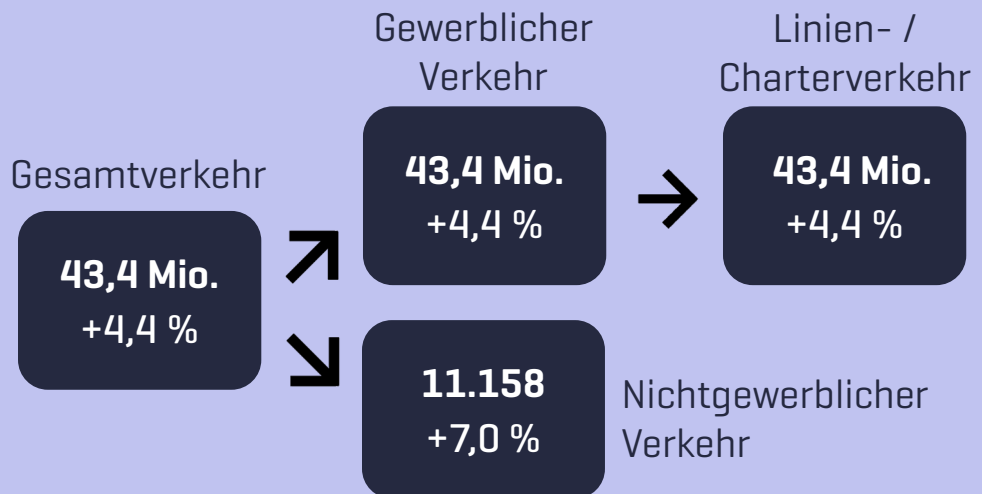 Gesamtverkehr
43,4 Mio.
+4,4 %
Gewerblicher
Verkehr
43,4 Mio.
+4,4 %
Linien- /
Charterverkehr
43,4 Mio.
+4,4 %
11.158
+7,0 %
Nichtgewerblicher
Verkehr